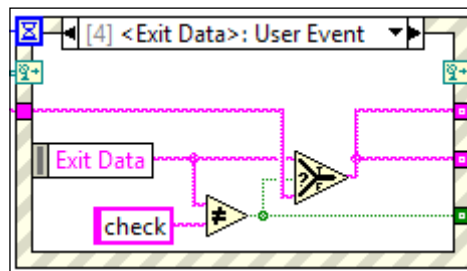 [4] <Exit Data>: User Event
Exit Data
?
T
F
≠
check